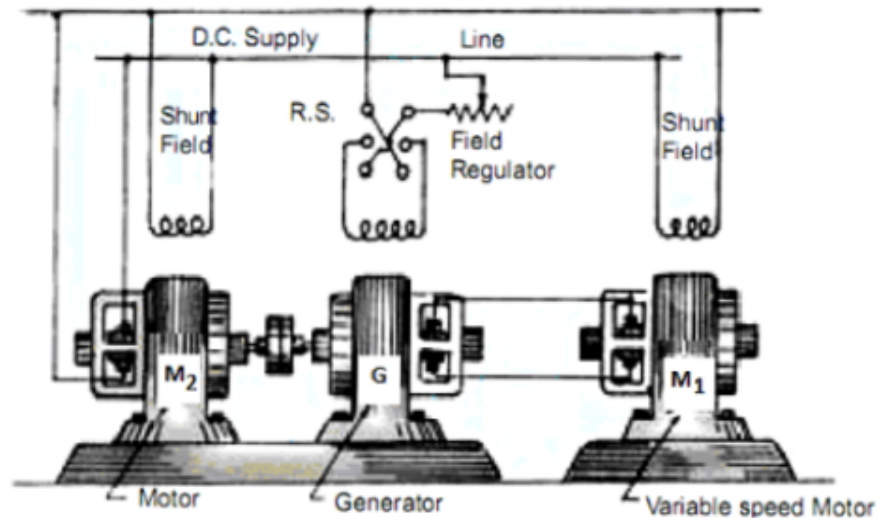 D.C. Supply Line
R.S.
Shunt
Field
Field
Regulator
Shunt
Field
M2
G
M1
Motor
Generator
Variable speed Motor